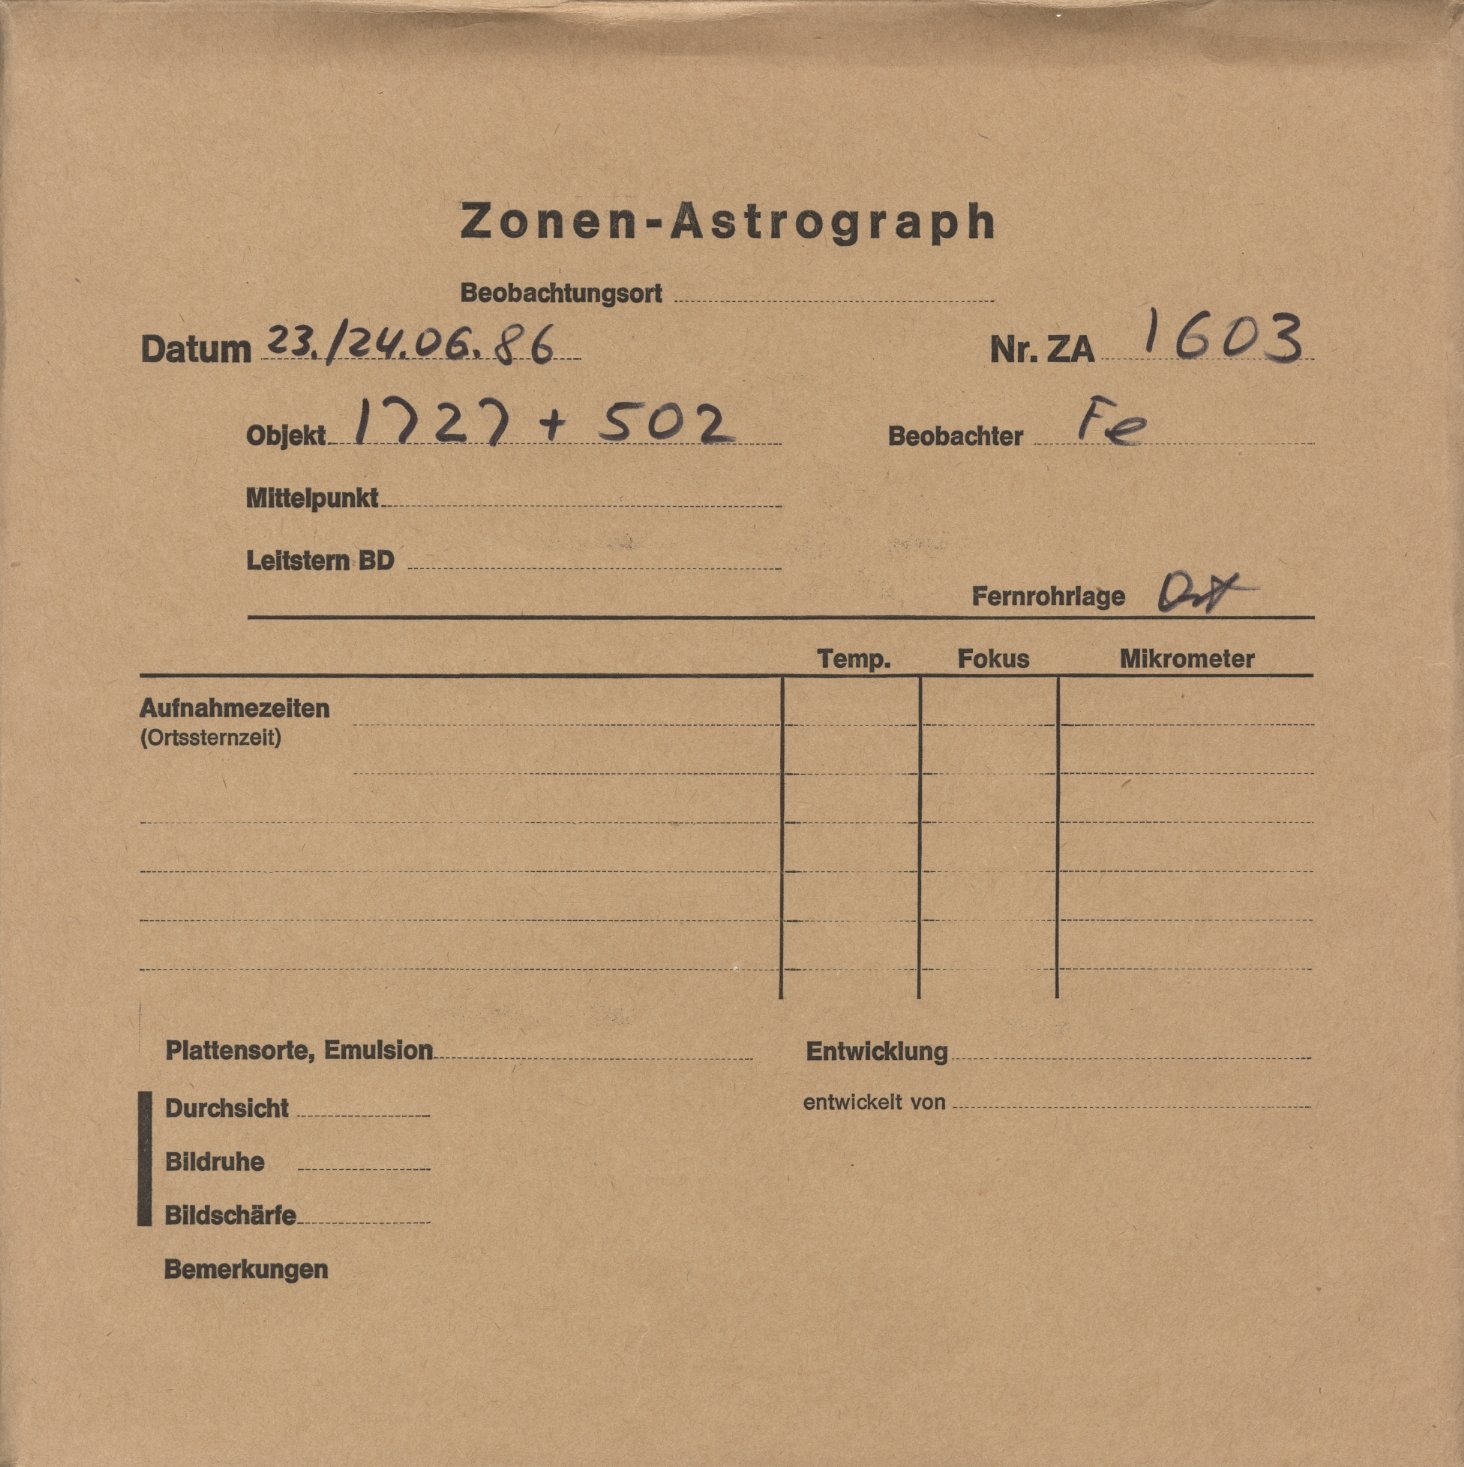 Zonen-Astrograph
Beobachtungsort
Datum 23./24.06.86 Nr. ZA 1603
Objekt 1727 + 502 Beobachter Fe
Mittelpunkt
Leitstern BD
Fernrohrlage Ost
Temp. Fokus Mikrometer
Aufnahmezeiten
(Ortssternzeit)
Plattensorte, Emulsion Entwicklung
Durchsicht entwickelt von
Bildruhe
Bildschärfe
Bemerkungen